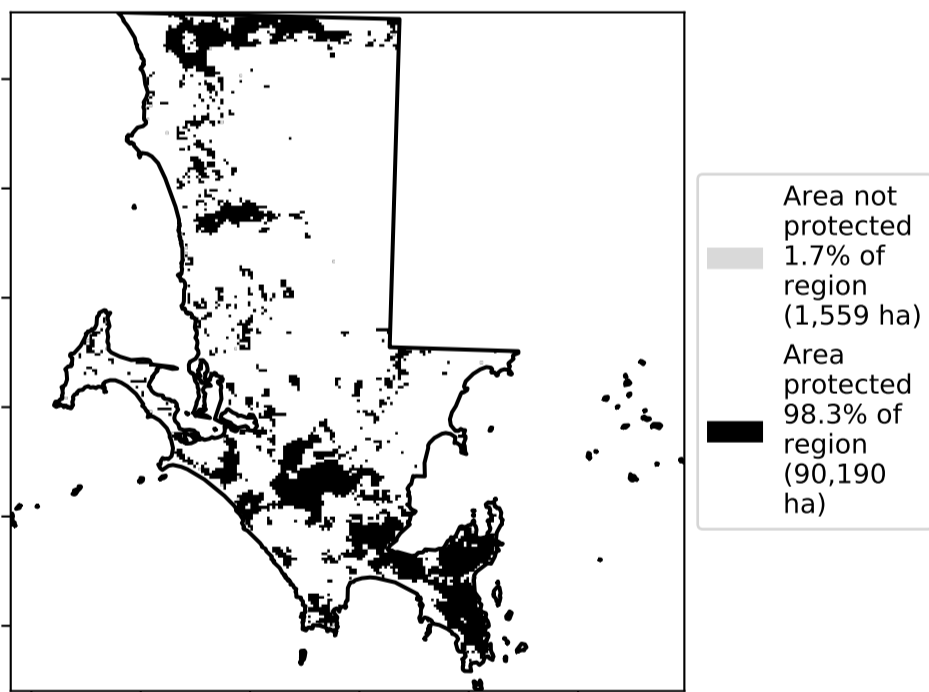 Area not
protected
1.7% of
region
(1,559 ha)
Area
protected
98.3% of
region
(90,190
ha)